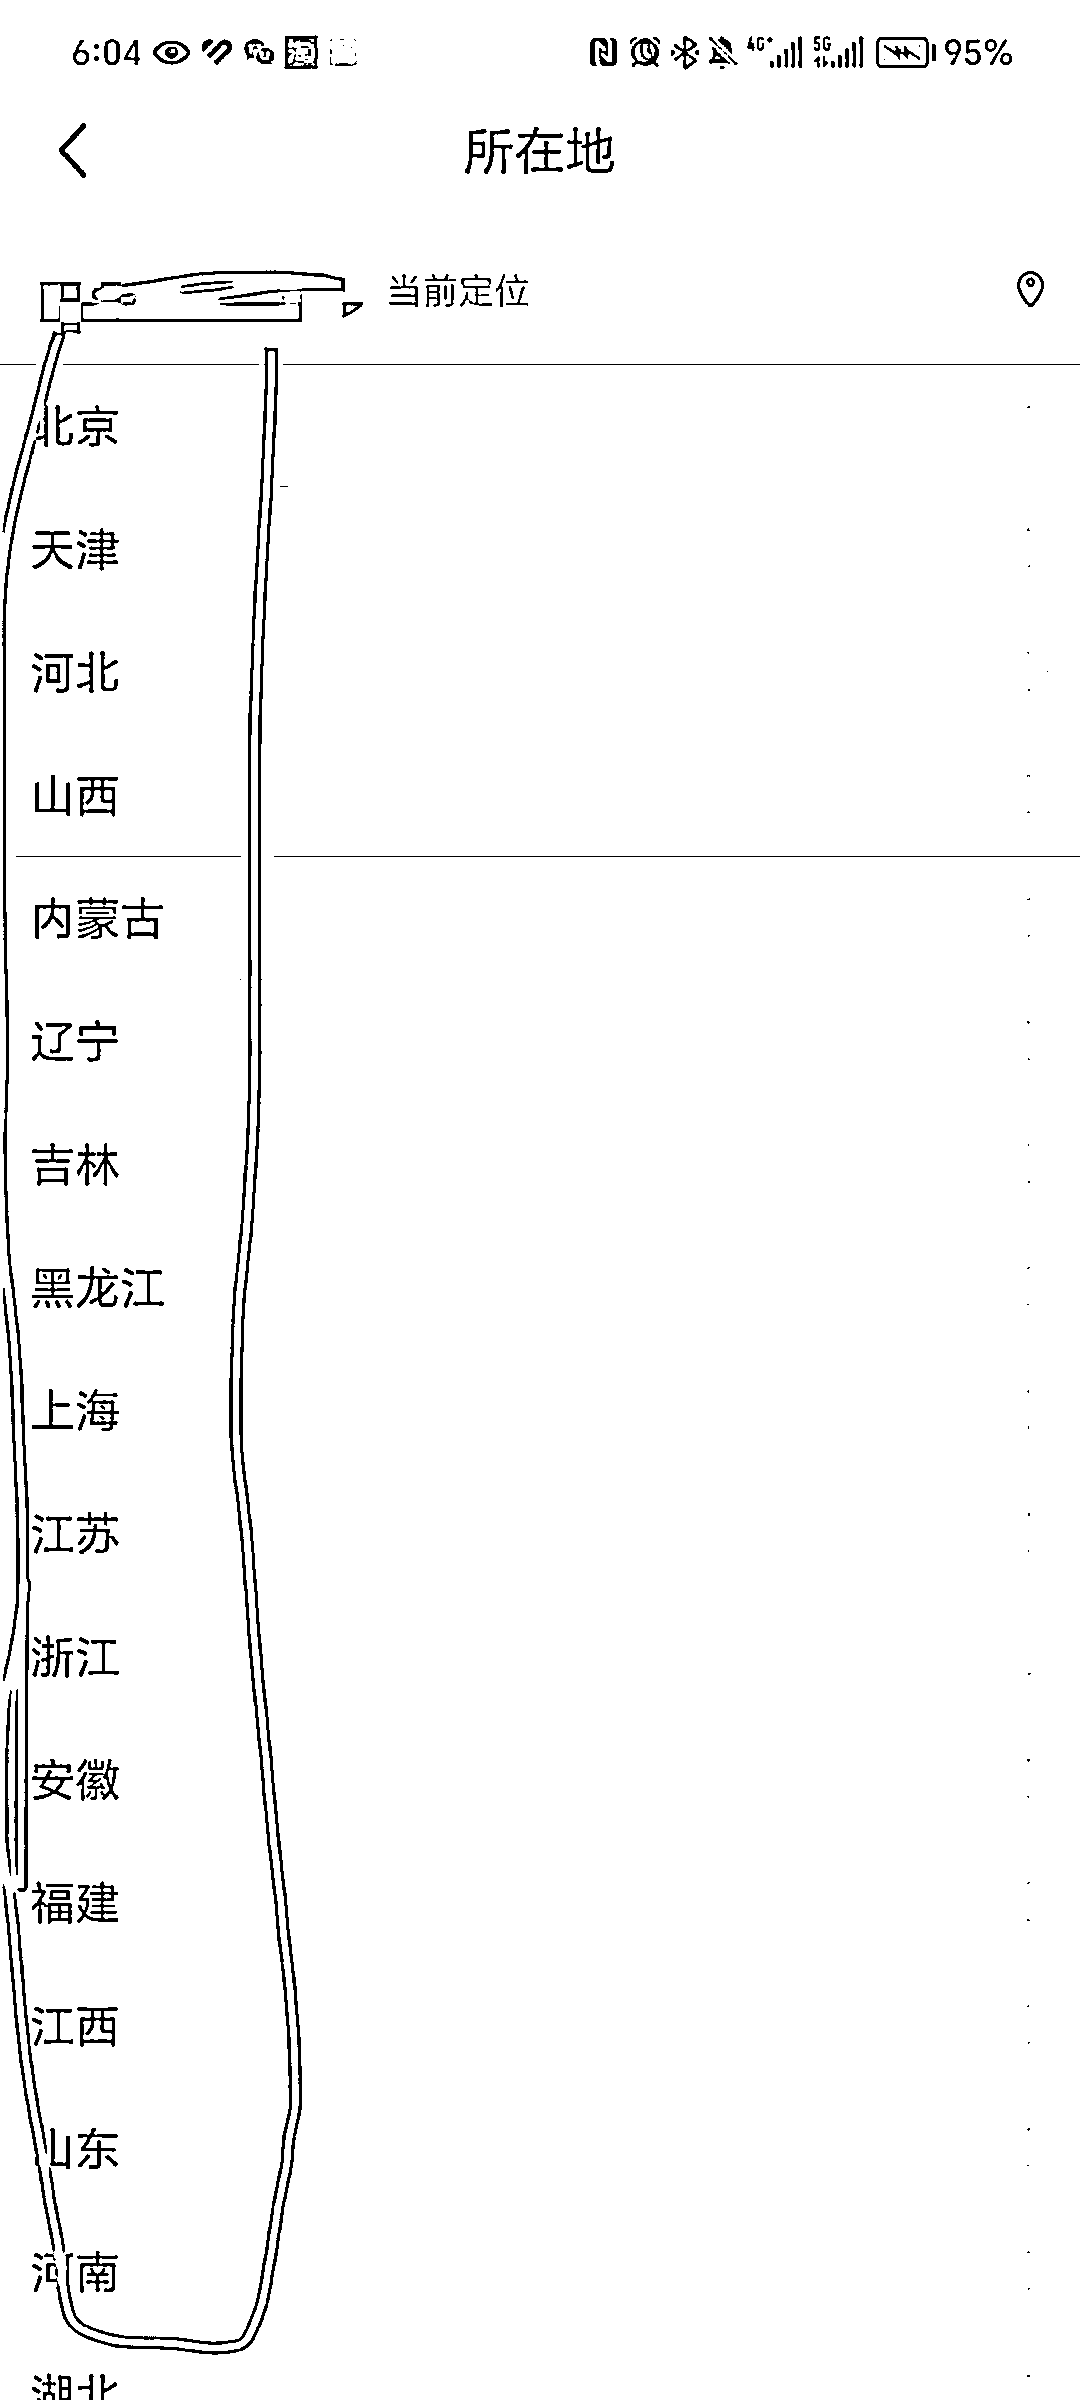 6:04 95%
所在地
当前定位
北京
天津
河北
山西
内蒙古
辽宁
吉林
黑龙江
上海
江苏
浙江
安徽
福建
江西
山东
河南
湖北